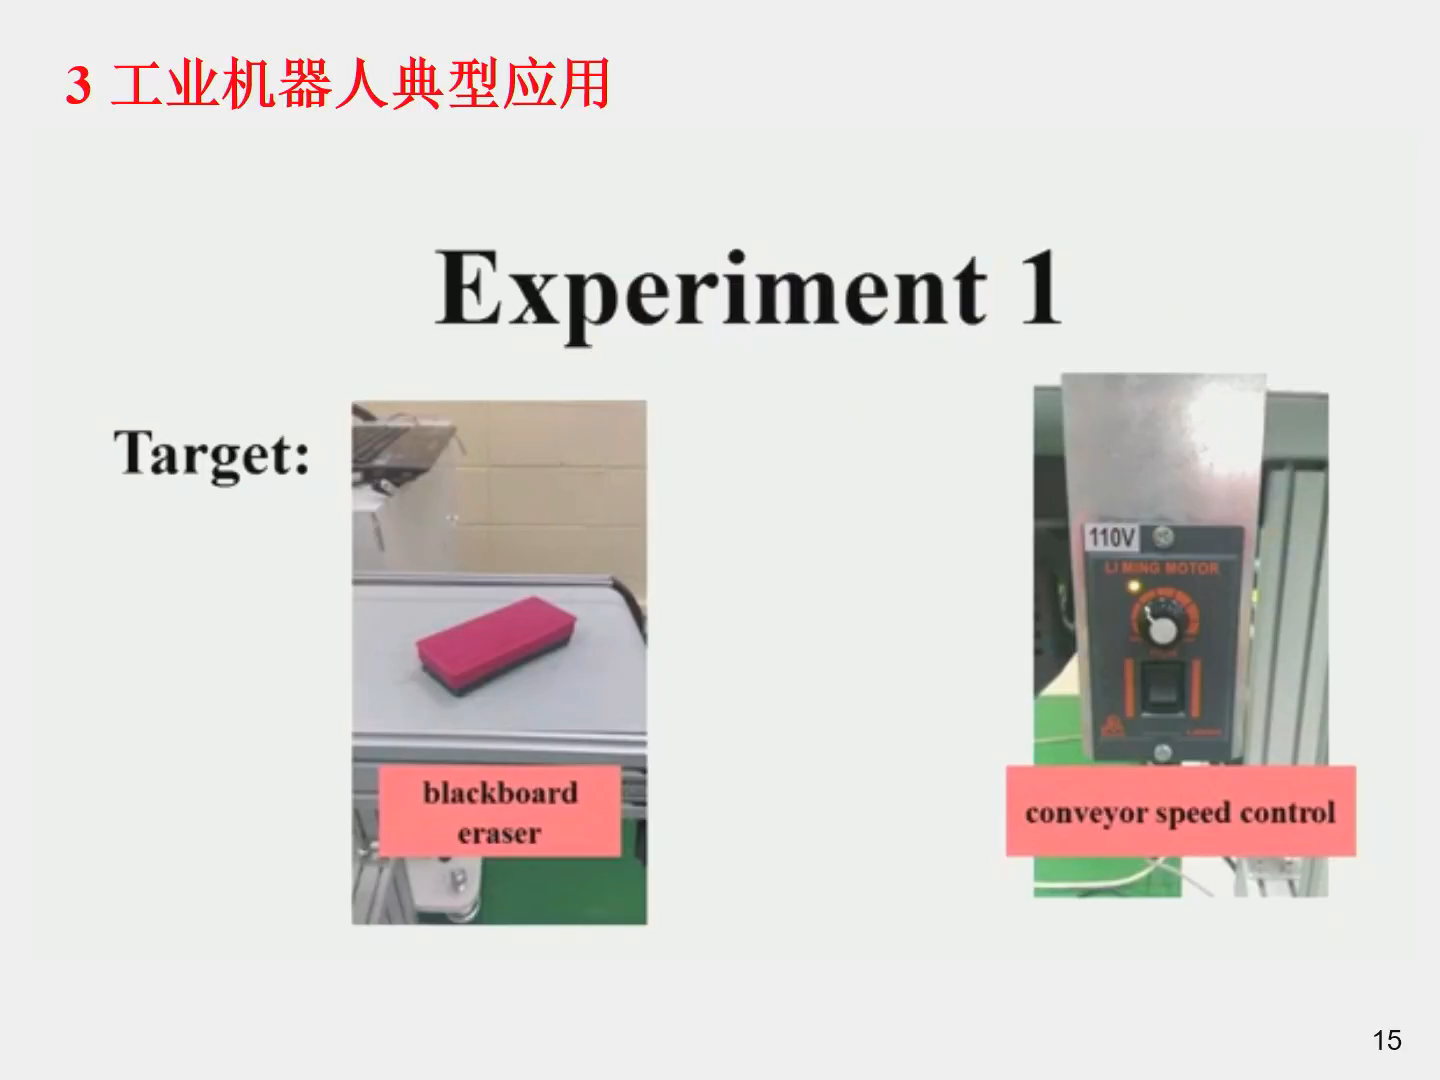 3 工业机器人典型应用
Experiment 1
Target:
110V
LI MING MOTOR
blackboard
eraser
conveyor speed control
15